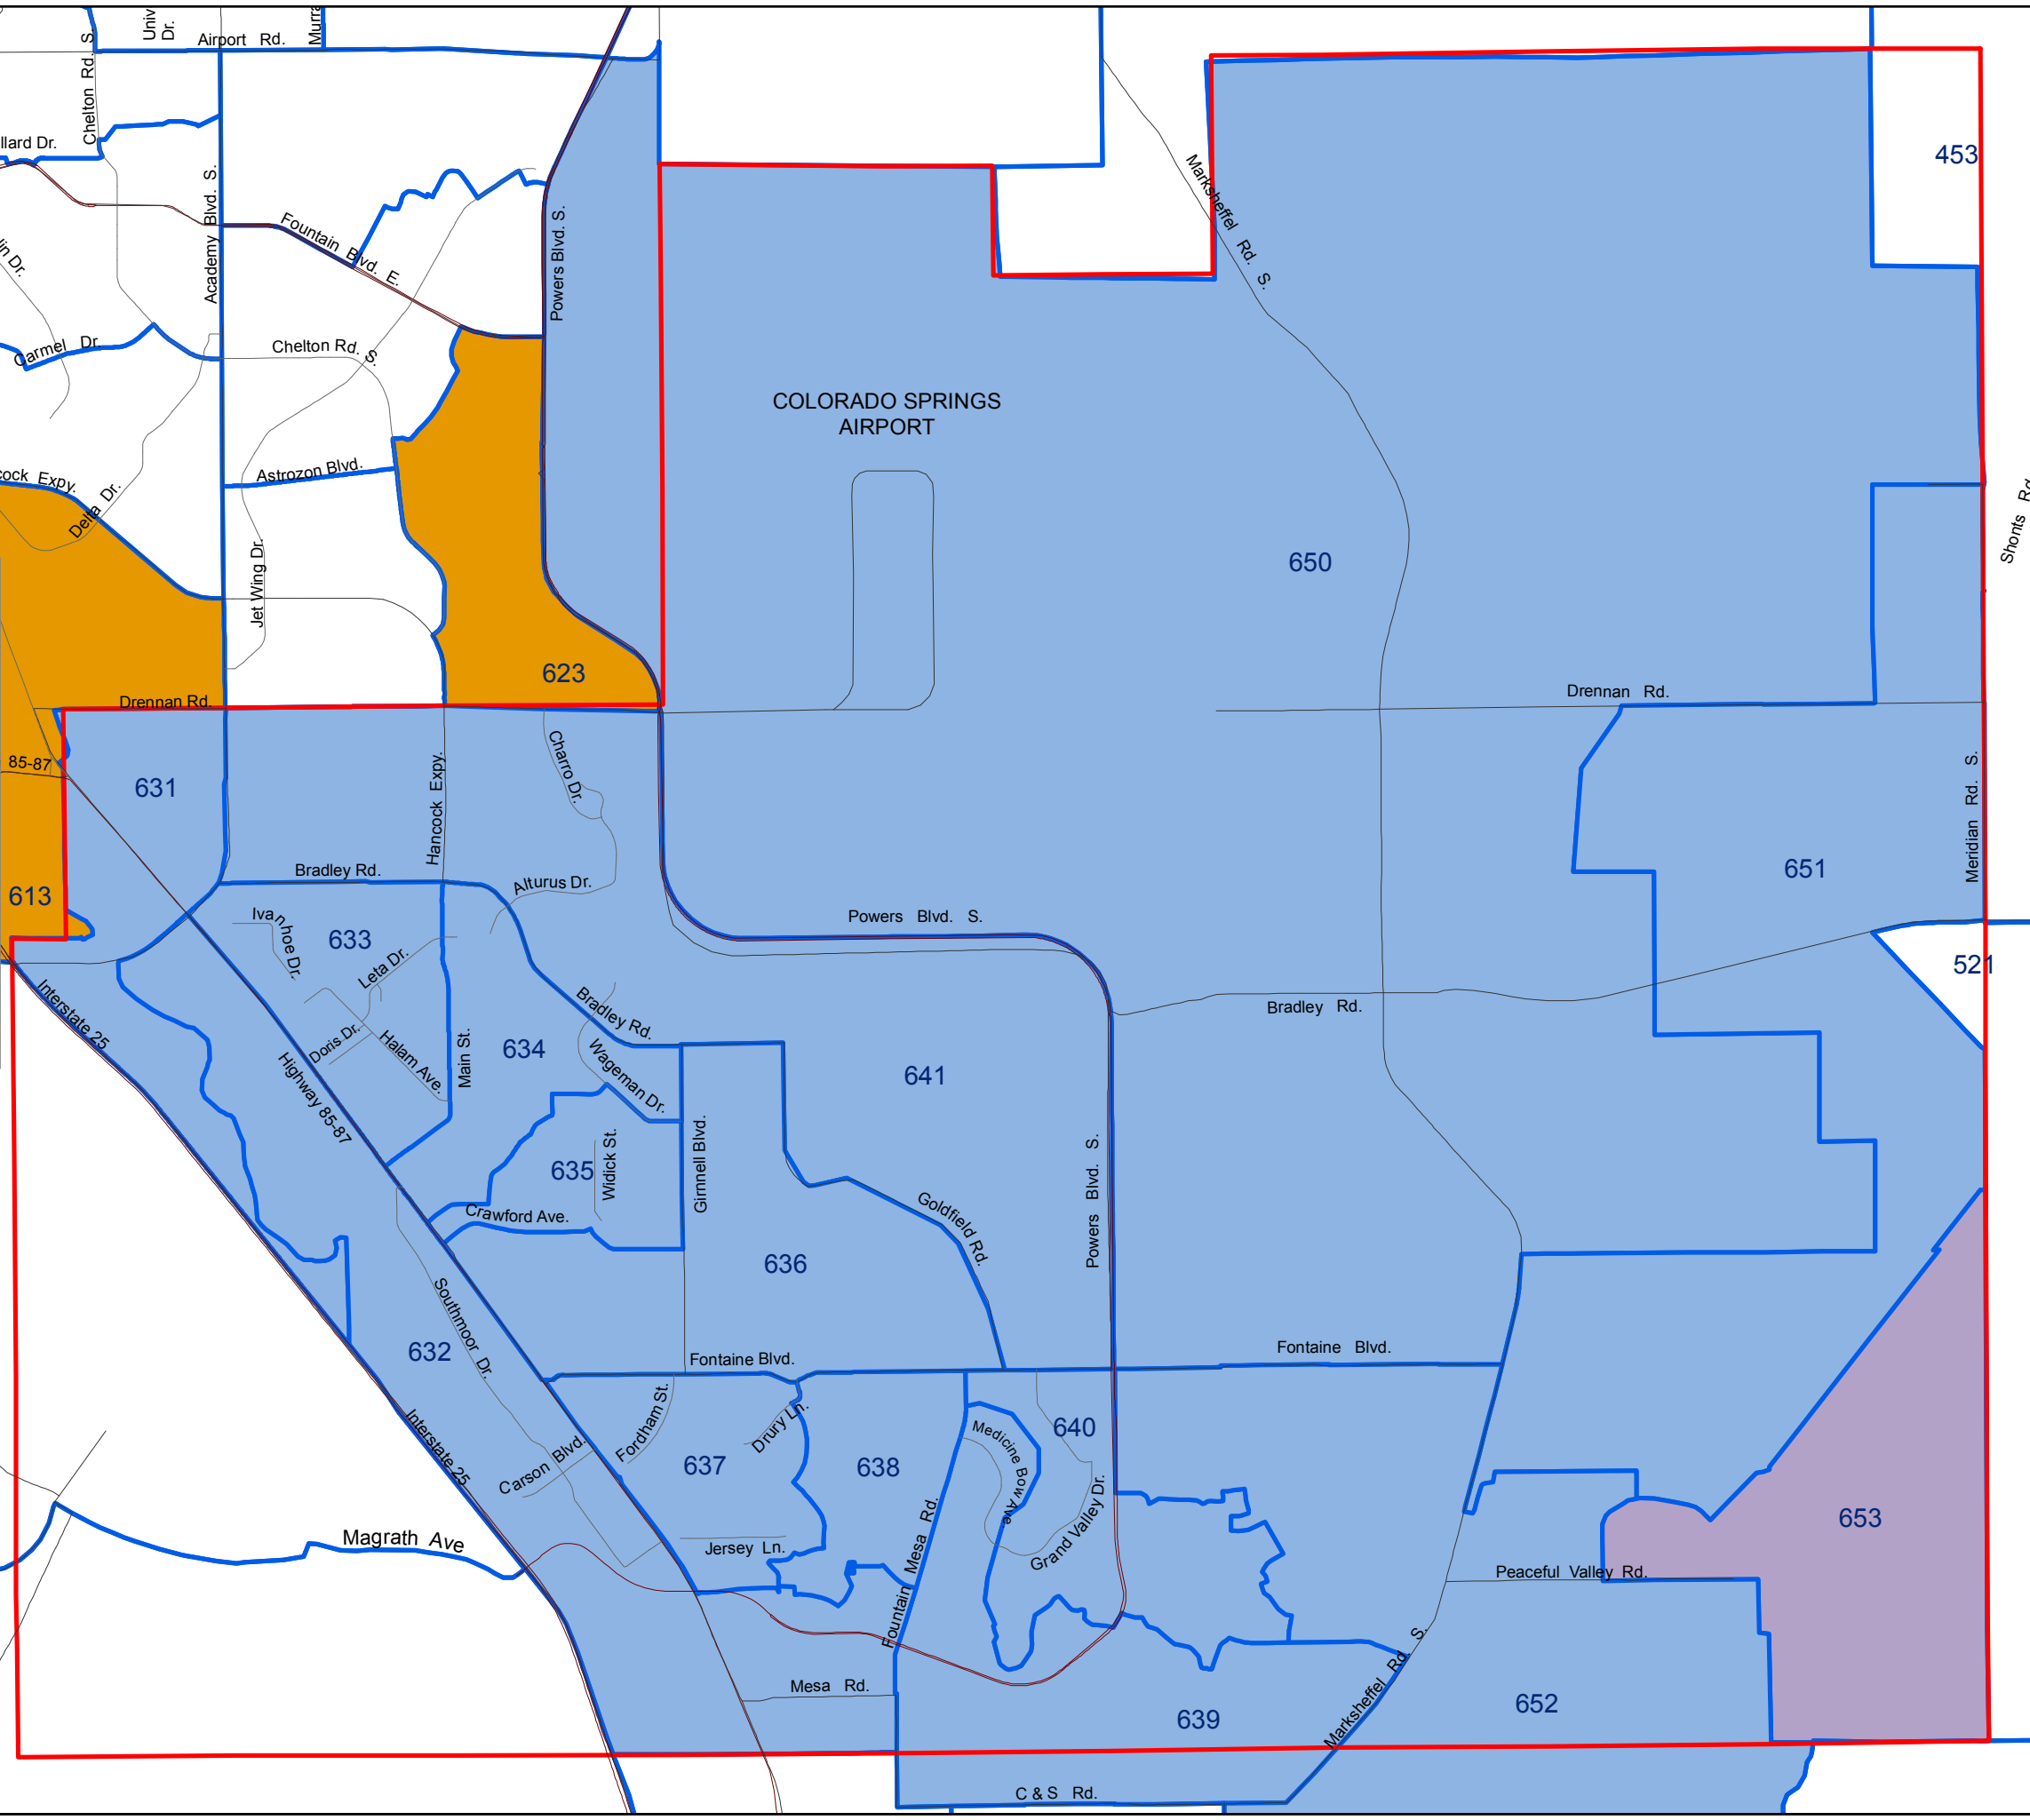 Univ
Dr.
Murra
Airport Rd.
Chelton Rd. S.
llard Dr.
453
Marksheffel Rd. S.
Academy Blvd. S.
Powers Blvd. S.
Fountain Blvd. E.
lin Dr.
Carmel Dr.
Chelton Rd. S.
COLORADO SPRINGS
AIRPORT
cock Expy.
Delta Dr.
Astrozon Blvd.
Jet Wing Dr.
650
Shonts Rd.
623
Drennan Rd.
Drennan Rd.
85-87
631
Hancock Expy.
Charro Dr.
Meridian Rd. S.
651
Bradley Rd.
Alturus Dr.
613
Ivanhoe Dr.
633
Leta Dr.
Powers Blvd. S.
521
Interstate 25
Bradley Rd.
Bradley Rd.
Doris Dr.
Halam Ave.
Main St.
634
Wageman Dr.
641
Highway 85-87
635
Widick St.
Girnnell Blvd.
Powers Blvd. S.
Crawford Ave.
Goldfield Rd.
636
Southmoor Dr.
632
Fontaine Blvd.
Fontaine Blvd.
Fordham St.
Drury Ln.
640
Medicine Bow Ave
Interstate 25
Carson Blvd.
637
638
Grand Valley Dr.
653
Magrath Ave
Jersey Ln.
Fountain Mesa Rd.
Peaceful Valley Rd.
Mesa Rd.
639
Marksheffel Rd. S.
652
C & S Rd.